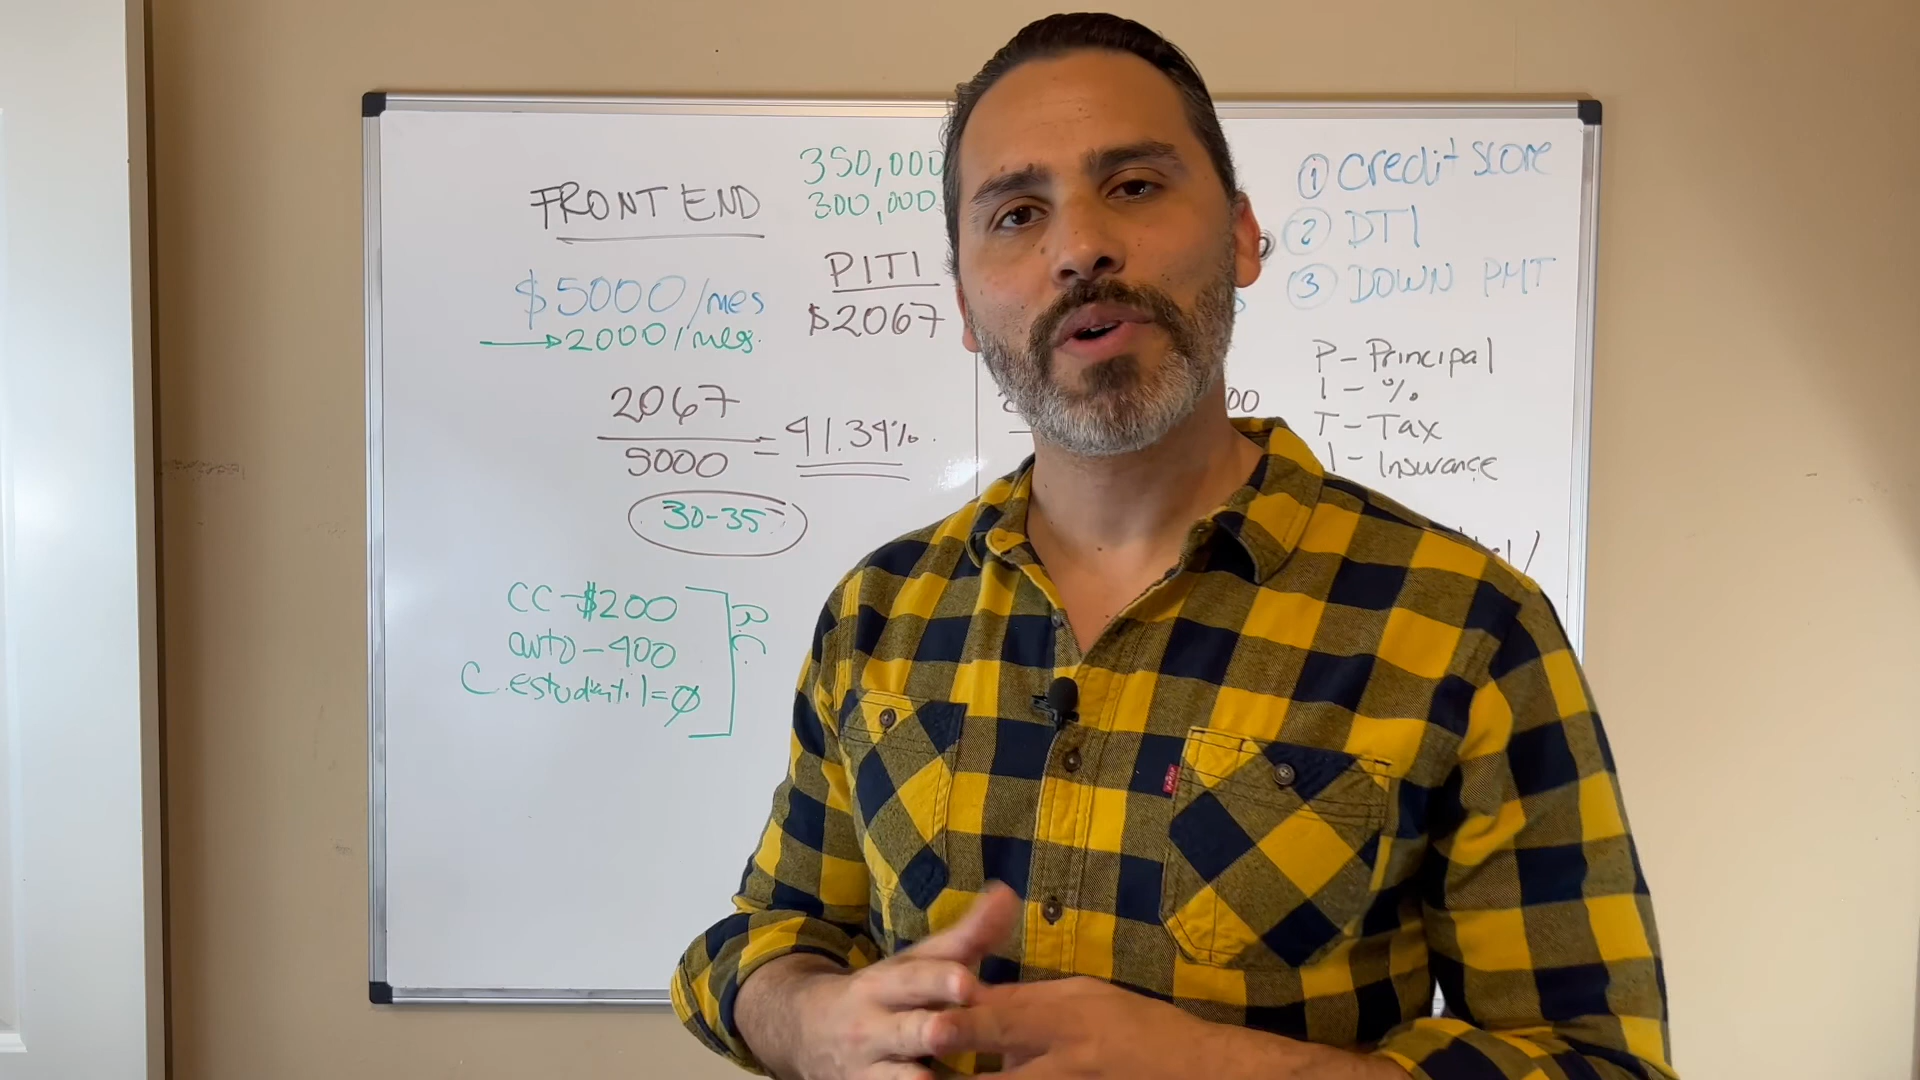 FRONT END
350,000
300,000
PITI
$2067
$5000/mes
→2000/mes.
2067
5000
= 41.34%.
30-35
CC-$200
auto-400
C.estudiantil=Ø
① Credit Score
② DTI
③ DOWN PMT
P-Principal
I-%
T-Tax
I-Insurance
00